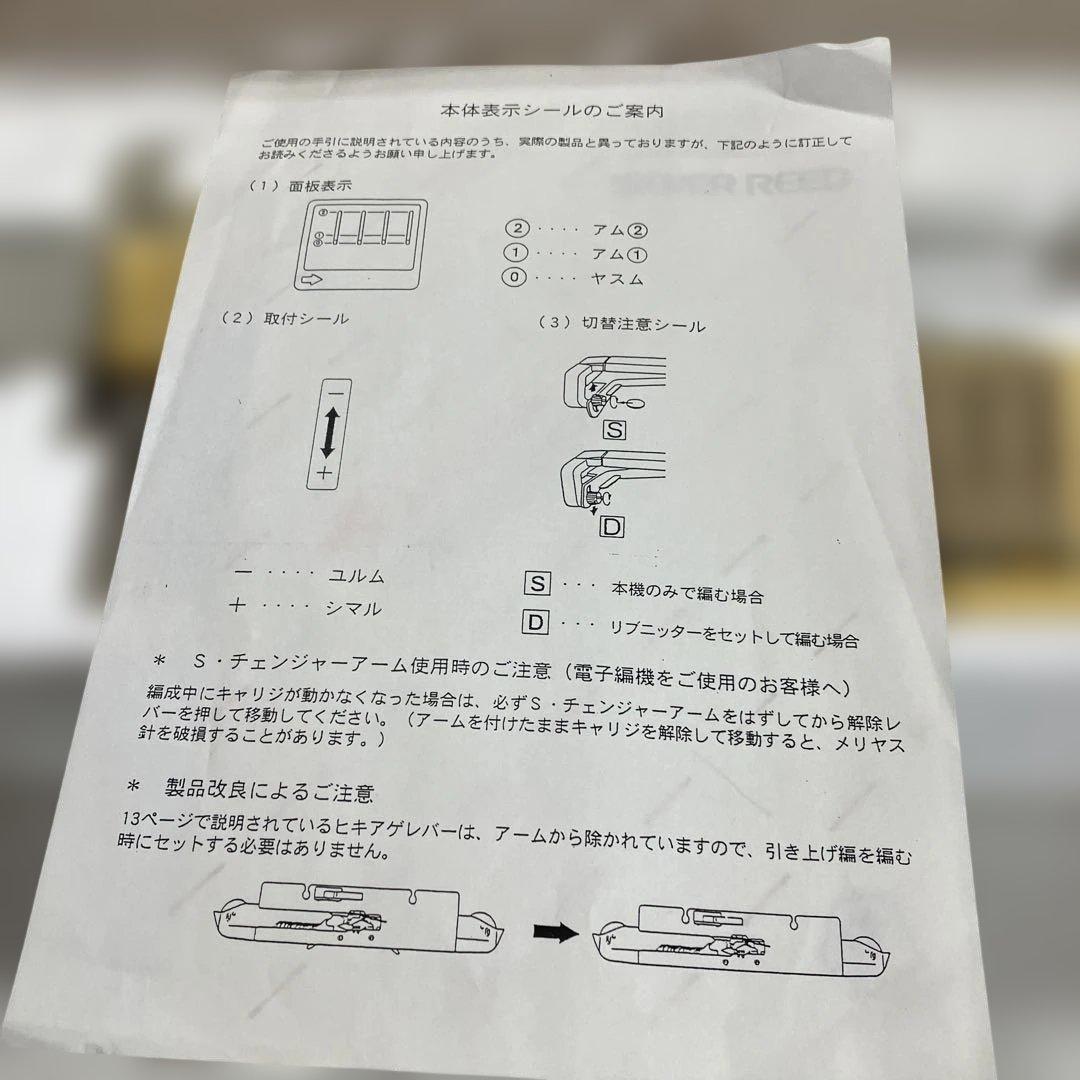 本体表示シールのご案内
ご使用の手引に説明されている内容のうち、実際の製品と異っておりますが、下記のように訂正して
お読みくださるようお願い申し上げます。
(1)面板表示
②
①
⓪
②・・・・アム②
①・・・・アム①
⓪・・・・ヤスム
(2)取付シール
(3)切替注意シール
−
+
S
D
− ・・・・ ユルム
+ ・・・・ シマル
S ・・・ 本機のみで編む場合
D ・・・ リブニッターをセットして編む場合
* S・チェンジャーアーム使用時のご注意(電子編機をご使用のお客様へ)
編成中にキャリジが動かなくなった場合は、必ずS・チェンジャーアームをはずしてから解除レ
バーを押して移動してください。(アームを付けたままキャリジを解除して移動すると、メリヤス
針を破損することがあります。)
* 製品改良によるご注意
13ページで説明されているヒキアゲレバーは、アームから除かれていますので、引き上げ編を編む
時にセットする必要はありません。